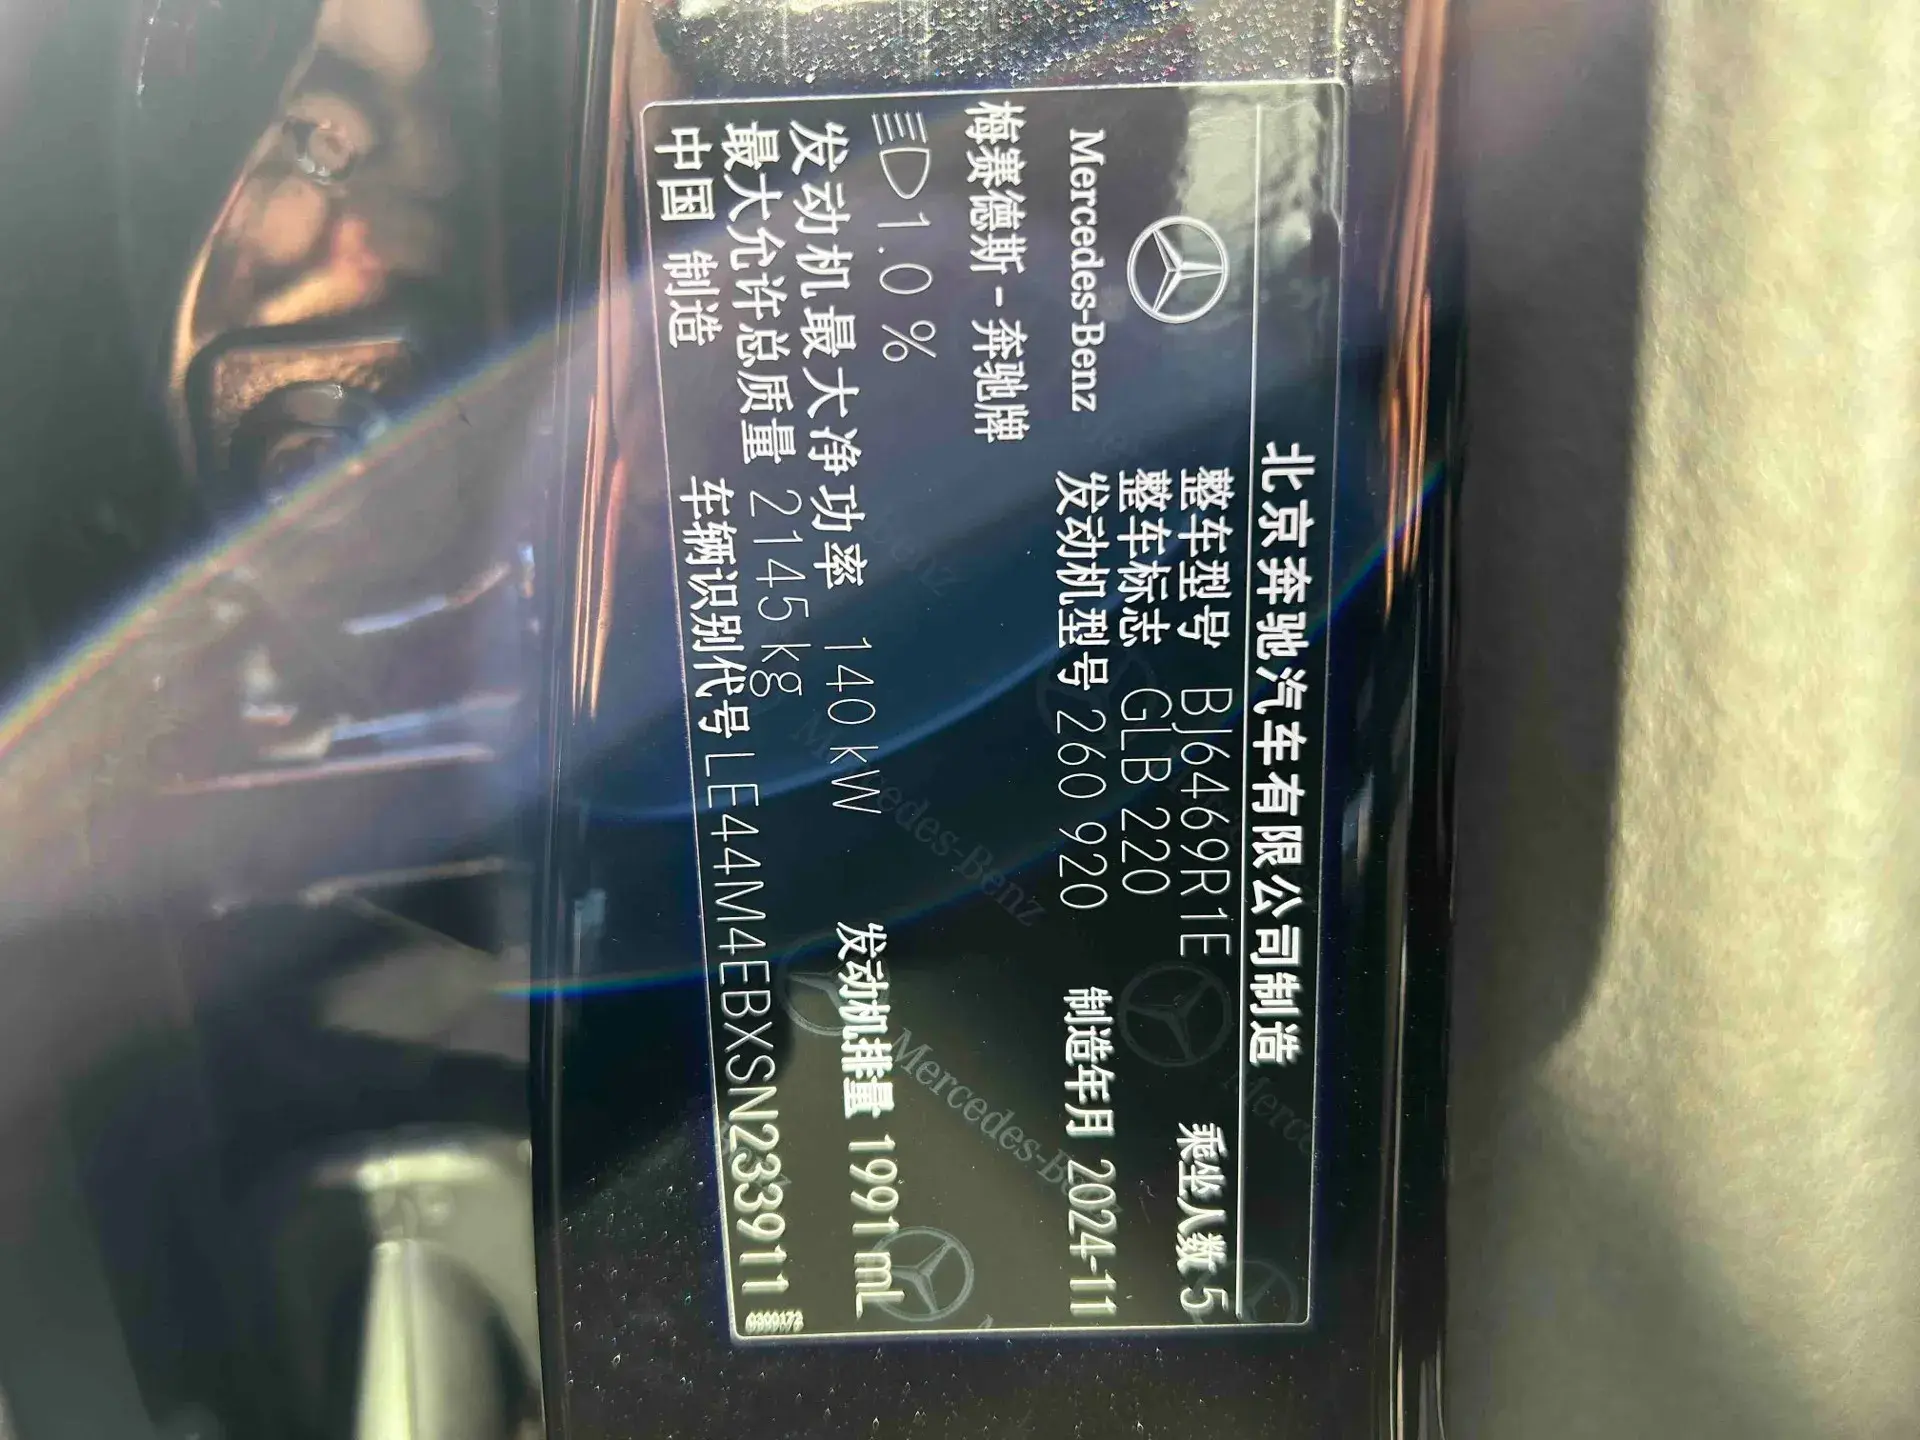 北京奔驰汽车有限公司制造
Mercedes-Benz
梅赛德斯-奔驰牌
整车型号 BJ6469R1E 乘坐人数 5
整车标志 GLB 220
发动机型号 260 920 制造年月 2024-11
1.0 %
发动机最大净功率 140 kW 发动机排量 1991 mL
最大允许总质量 2145 kg
中国 制造 车辆识别代号 LE44M4EBXSN233911